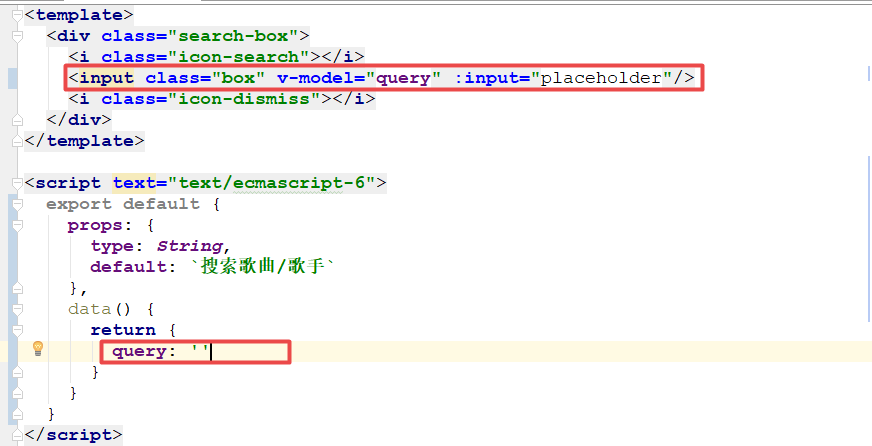 <template>
<div class="search-box">
<i class="icon-search"></i>
<input class="box" v-model="query" :input="placeholder"/>
<i class="icon-dismiss"></i>
</div>
</template>
<script text="text/ecmascript-6">
export default {
props: {
type: String,
default: `搜索歌曲/歌手`
},
data() {
return {
query: ''
}
}
}
</script>